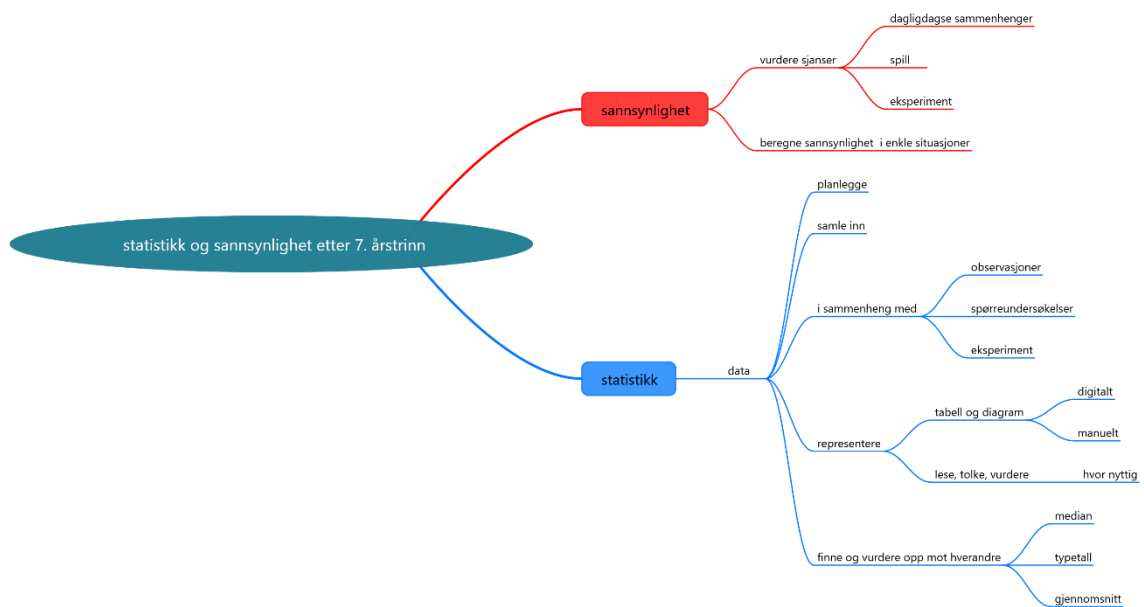 statistikk og sannsynlighet etter 7. årstrinn
sannsynlighet
vurdere sjanser
dagligdagse sammenhenger
spill
eksperiment
beregne sannsynlighet i enkle situasjoner
statistikk
data
planlegge
samle inn
i sammenheng med
observasjoner
spørreundersøkelser
eksperiment
representere
tabell og diagram
digitalt
manuelt
lese, tolke, vurdere
hvor nyttig
finne og vurdere opp mot hverandre
median
typetall
gjennomsnitt